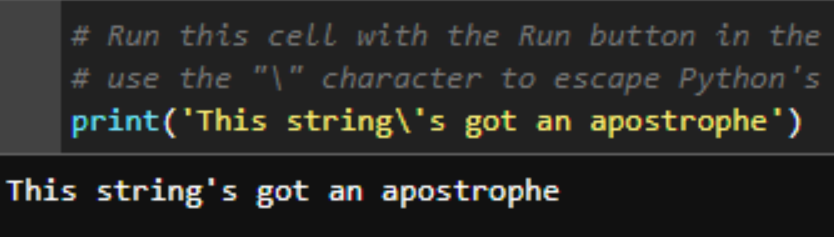 # Run this cell with the Run button in the
# use the "\" character to escape Python's
print('This string\'s got an apostrophe')
This string's got an apostrophe